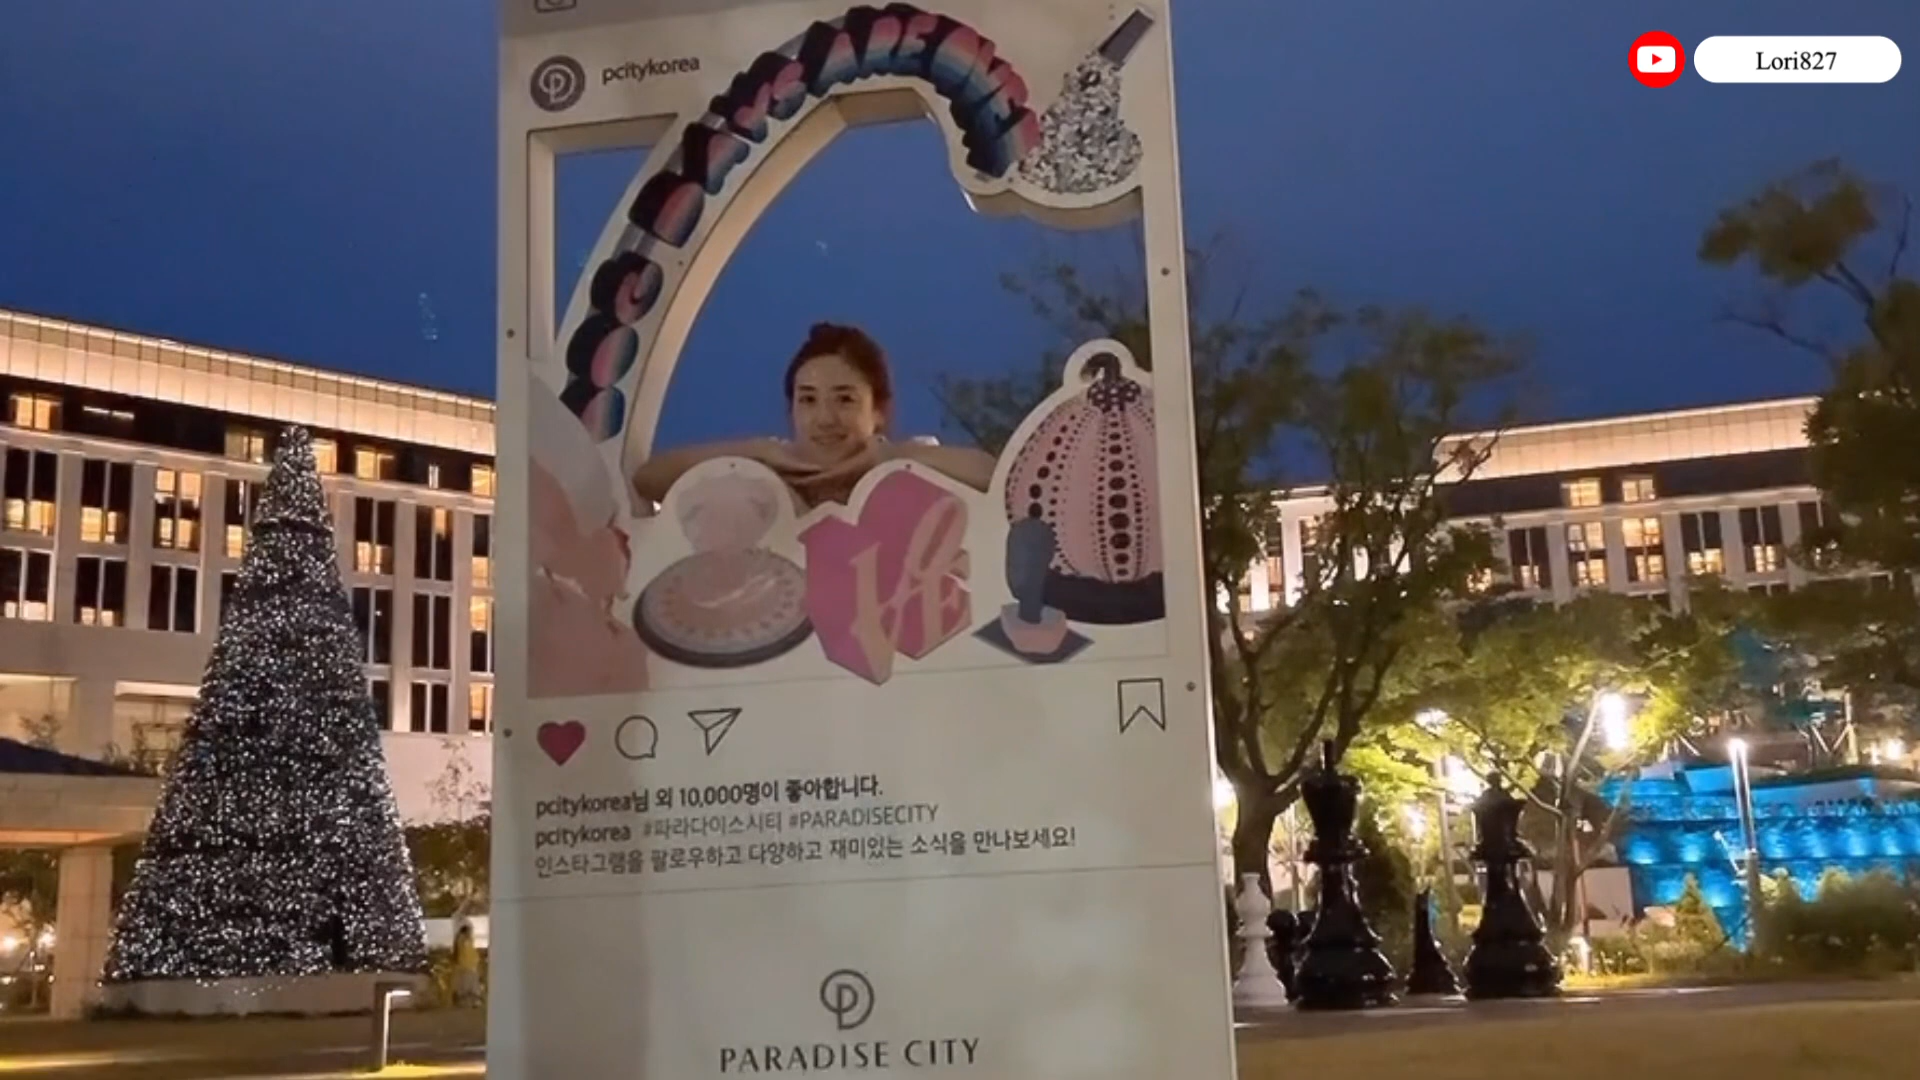 Lori827
pcitykorea
pcitykorea님 외 10,000명이 좋아합니다.
pcitykorea #파라다이스시티 #PARADISECITY
인스타그램을 팔로우하고 다양하고 재미있는 소식을 만나보세요!
PARADISE CITY